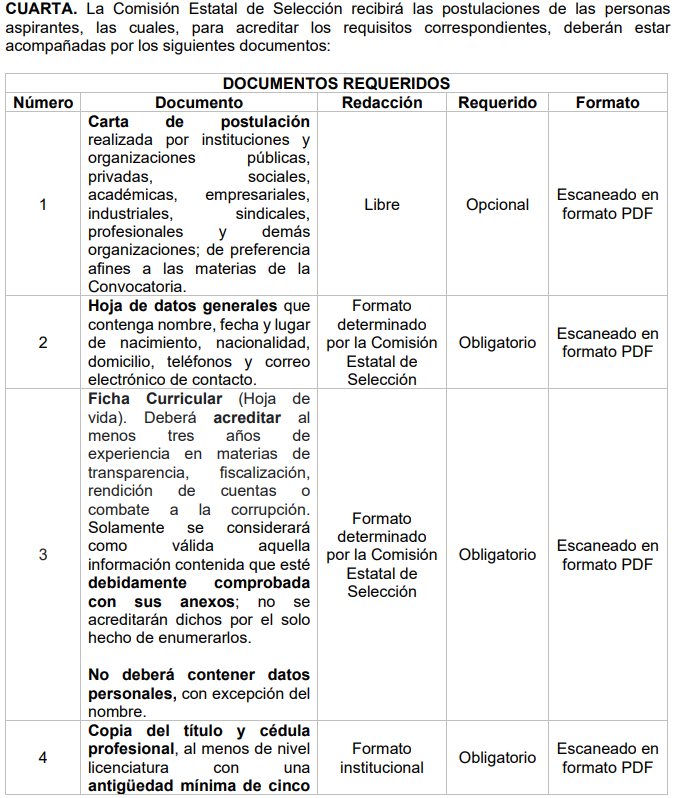 CUARTA. La Comisión Estatal de Selección recibirá las postulaciones de las personas
aspirantes, las cuales, para acreditar los requisitos correspondientes, deberán estar
acompañadas por los siguientes documentos:
DOCUMENTOS REQUERIDOS
Número Documento Redacción Requerido Formato
1
Carta de postulación
realizada por instituciones y
organizaciones públicas,
privadas, sociales,
académicas, empresariales,
industriales, sindicales,
profesionales y demás
organizaciones; de preferencia
afines a las materias de la
Convocatoria.
Libre
Opcional
Escaneado en
formato PDF
2
Hoja de datos generales que
contenga nombre, fecha y lugar
de nacimiento, nacionalidad,
domicilio, teléfonos y correo
electrónico de contacto.
Formato
determinado
por la Comisión
Estatal de
Selección
Obligatorio
Escaneado en
formato PDF
3
Ficha Curricular (Hoja de
vida). Deberá acreditar al
menos tres años de
experiencia en materias de
transparencia, fiscalización,
rendición de cuentas o
combate a la corrupción.
Solamente se considerará
como válida aquella
información contenida que esté
debidamente comprobada
con sus anexos; no se
acreditarán dichos por el solo
hecho de enumerarlos.
No deberá contener datos
personales, con excepción del
nombre.
Formato
determinado
por la Comisión
Estatal de
Selección
Obligatorio
Escaneado en
formato PDF
4
Copia del título y cédula
profesional, al menos de nivel
licenciatura con una
antigüedad mínima de cinco
Formato
institucional
Obligatorio
Escaneado en
formato PDF